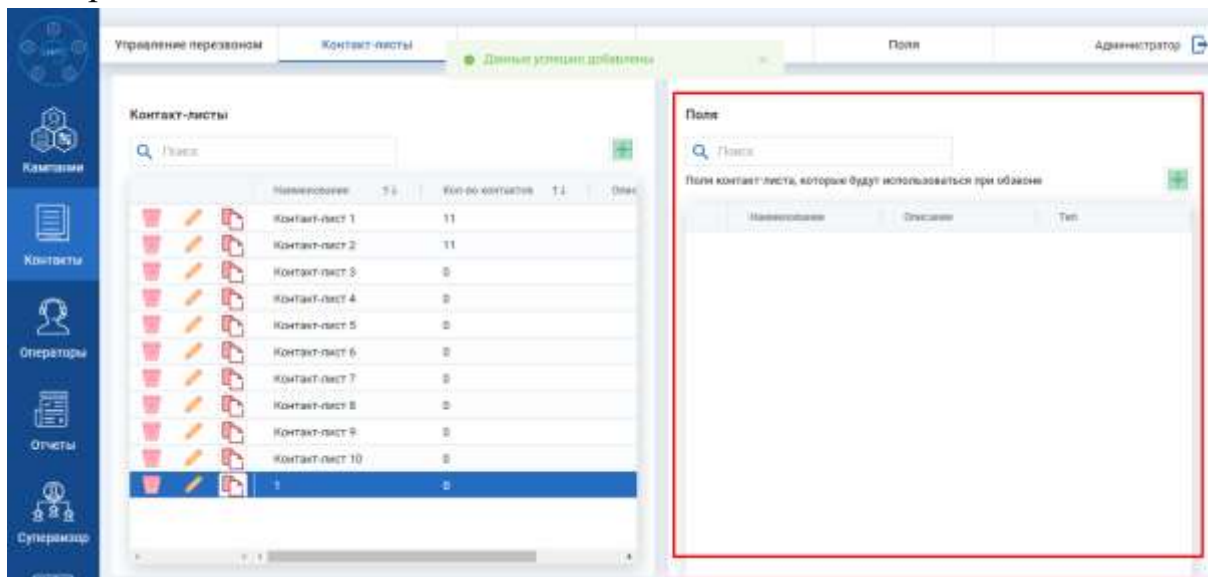 Управление перезвоном
Контакт-листы
Поля
Администратор
Данные успешно добавлены
Кампании
Контакты
Операторы
Отчеты
Супервизор
Контакт-листы
Поиск
Наименование
Кол-во контактов
Опис
Контакт-лист 1 11
Контакт-лист 2 11
Контакт-лист 3 0
Контакт-лист 4 0
Контакт-лист 5 0
Контакт-лист 6 0
Контакт-лист 7 0
Контакт-лист 8 0
Контакт-лист 9 0
Контакт-лист 10 0
1 0
Поля
Поиск
Поля контакт-листа, которые будут использоваться при обзвоне
Наименование
Описание
Тип